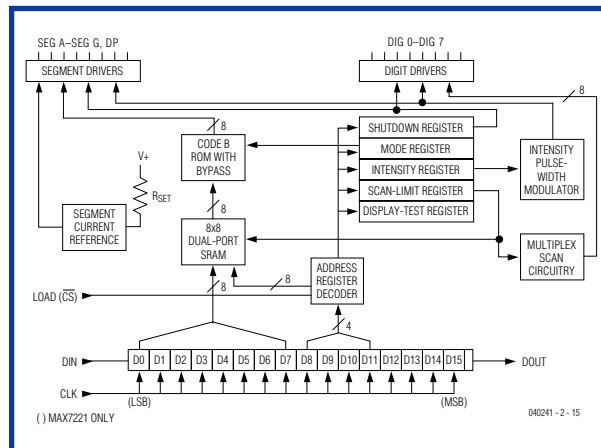 SEG A–SEG G, DP
DIG 0–DIG 7
SEGMENT DRIVERS
DIGIT DRIVERS
8
8
CODE B
ROM WITH
BYPASS
SHUTDOWN REGISTER
MODE REGISTER
INTENSITY REGISTER
SCAN-LIMIT REGISTER
DISPLAY-TEST REGISTER
INTENSITY
PULSE-
WIDTH
MODULATOR
V+
RSET
8
SEGMENT
CURRENT
REFERENCE
8x8
DUAL-PORT
SRAM
MULTIPLEX
SCAN
CIRCUITRY
8
ADDRESS
REGISTER
DECODER
LOAD (CS)
8
4
DIN
D0 D1 D2 D3 D4 D5 D6 D7 D8 D9 D10 D11 D12 D13 D14 D15
DOUT
CLK
(LSB)
(MSB)
( ) MAX7221 ONLY
040241 - 2 - 15